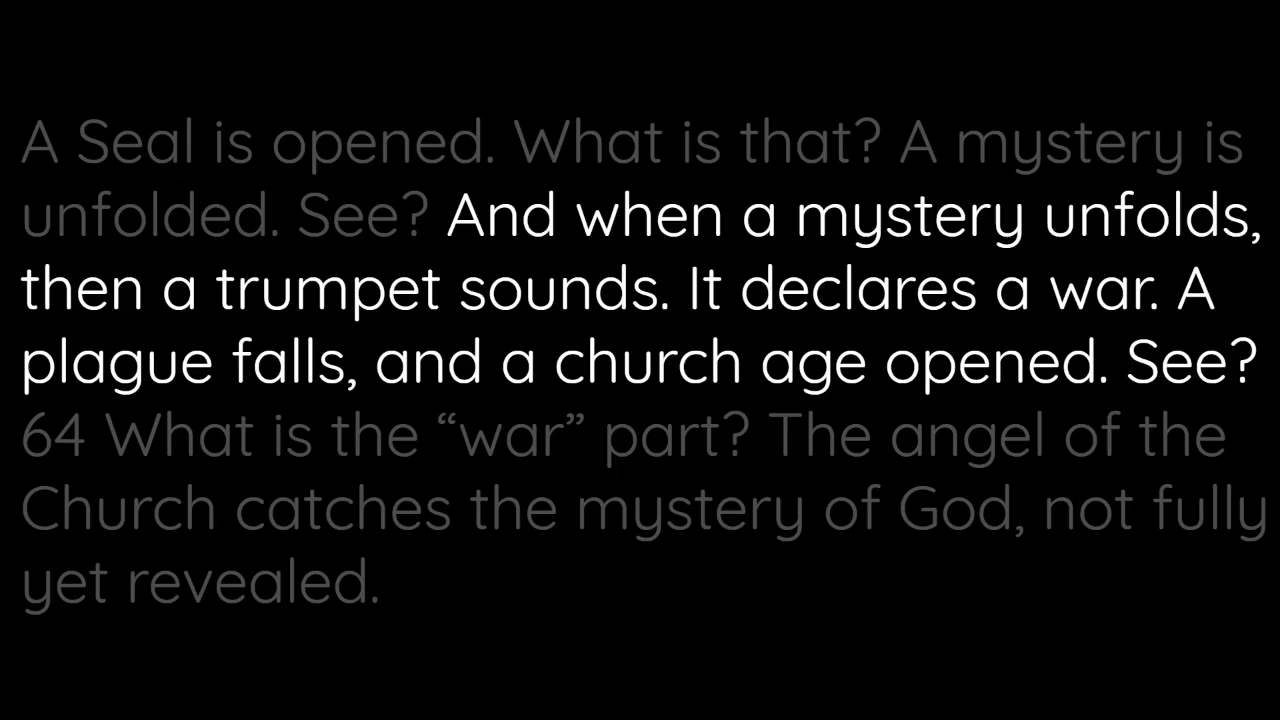 A Seal is opened. What is that? A mystery is
unfolded. See? And when a mystery unfolds,
then a trumpet sounds. It declares a war. A
plague falls, and a church age opened. See?
64 What is the “war” part? The angel of the
Church catches the mystery of God, not fully
yet revealed.